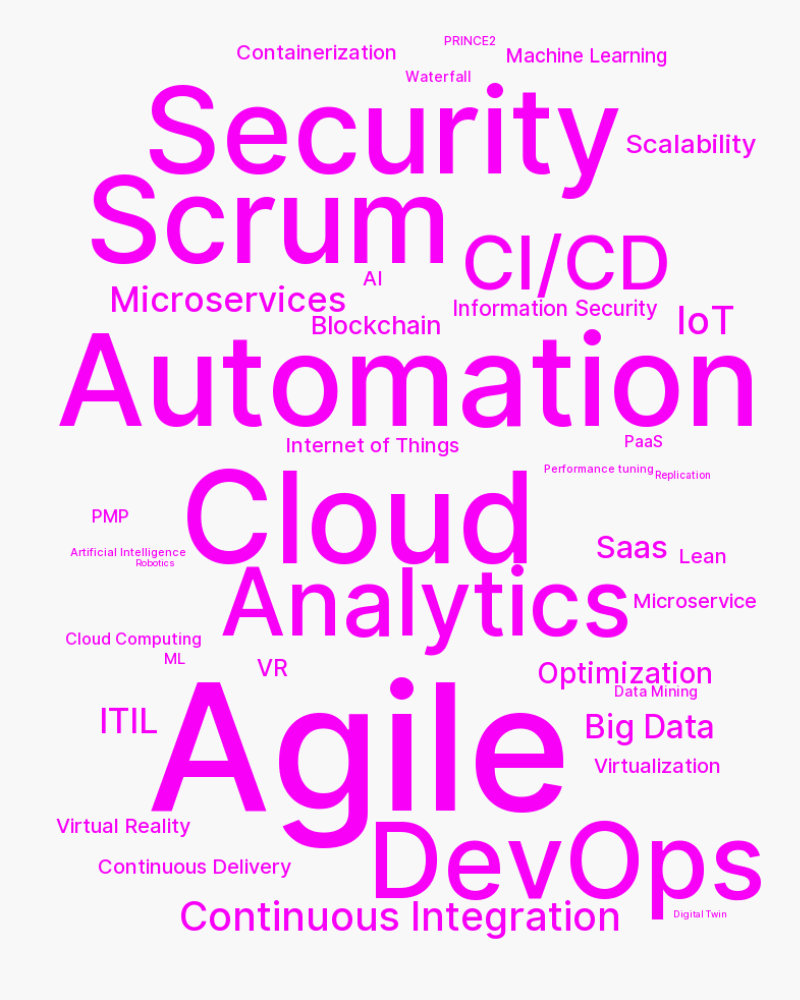 PRINCE2
Containerization
Machine Learning
Waterfall
Security
Scalability
Scrum
CI/CD
AI
Microservices
Information Security
IoT
Blockchain
Automation
Internet of Things
PaaS
Performance tuning
Replication
Cloud
PMP
Saas
Lean
Artificial Intelligence
Robotics
Analytics
Microservice
Cloud Computing
ML
VR
Optimization
Data Mining
ITIL
Agile
Big Data
Virtualization
Virtual Reality
DevOps
Continuous Delivery
Continuous Integration
Digital Twin